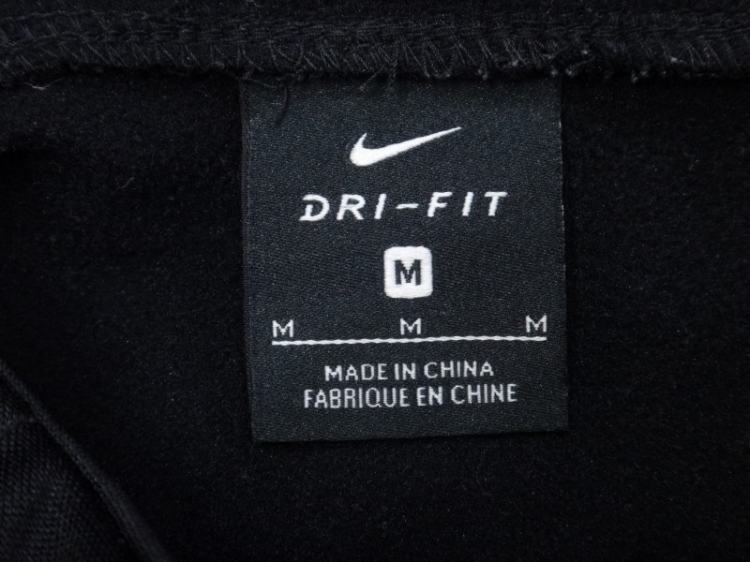 DRI-FIT
M
M M M
MADE IN CHINA
FABRIQUE EN CHINE